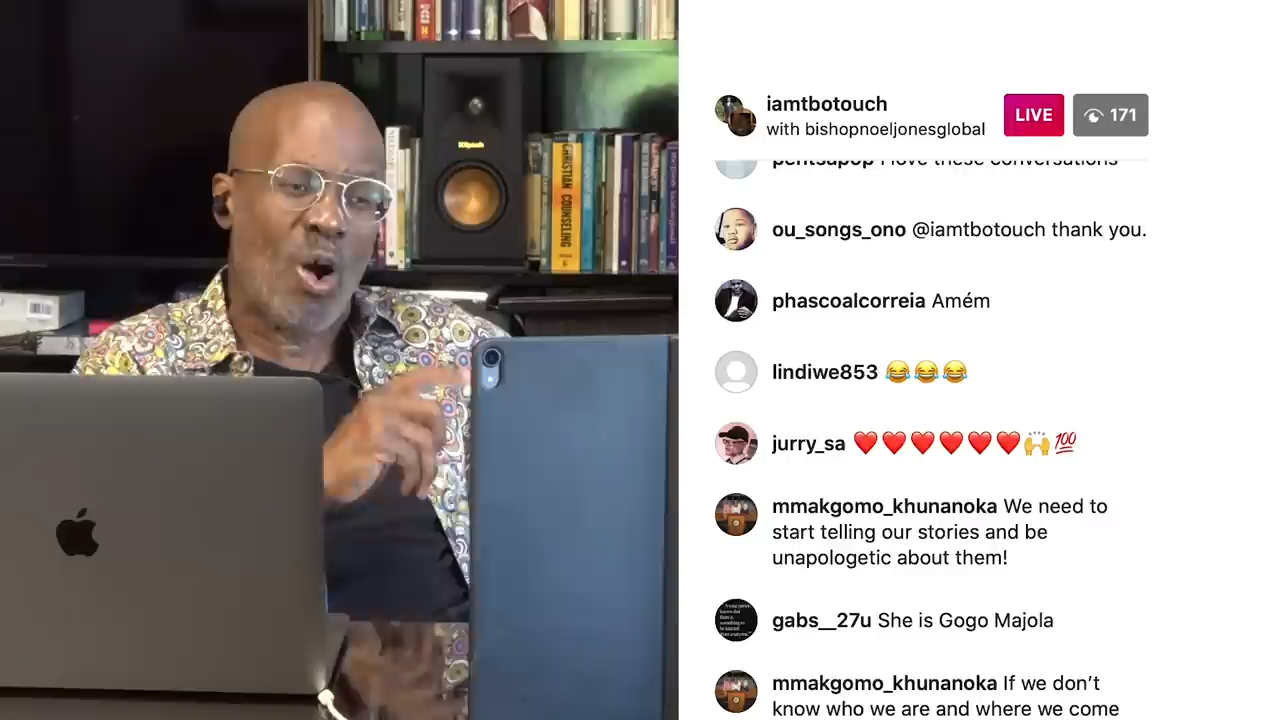 iamtbotouch
with bishopnoeljonesglobal
LIVE
171
pentsapop I love these conversations
ou_songs_ono @iamtbotouch thank you.
phascoalcorreia Amém
lindiwe853 😂😂😂
jurry_sa ❤️❤️❤️❤️❤️❤️🙌💯
mmakgomo_khunanoka We need to
start telling our stories and be
unapologetic about them!
gabs__27u She is Gogo Majola
mmakgomo_khunanoka If we don’t
know who we are and where we come
Klipsch
CHRISTIAN COUNSELING